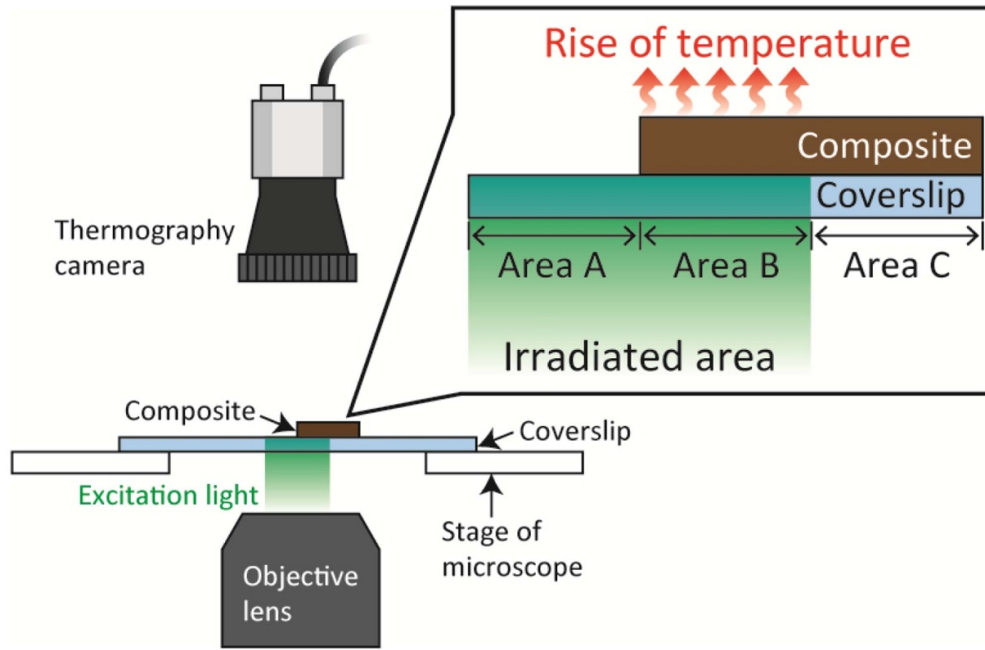 Rise of temperature
Composite
Coverslip
Area A
Area B
Area C
Irradiated area
Thermography
camera
Composite
Coverslip
Excitation light
Stage of
microscope
Objective
lens